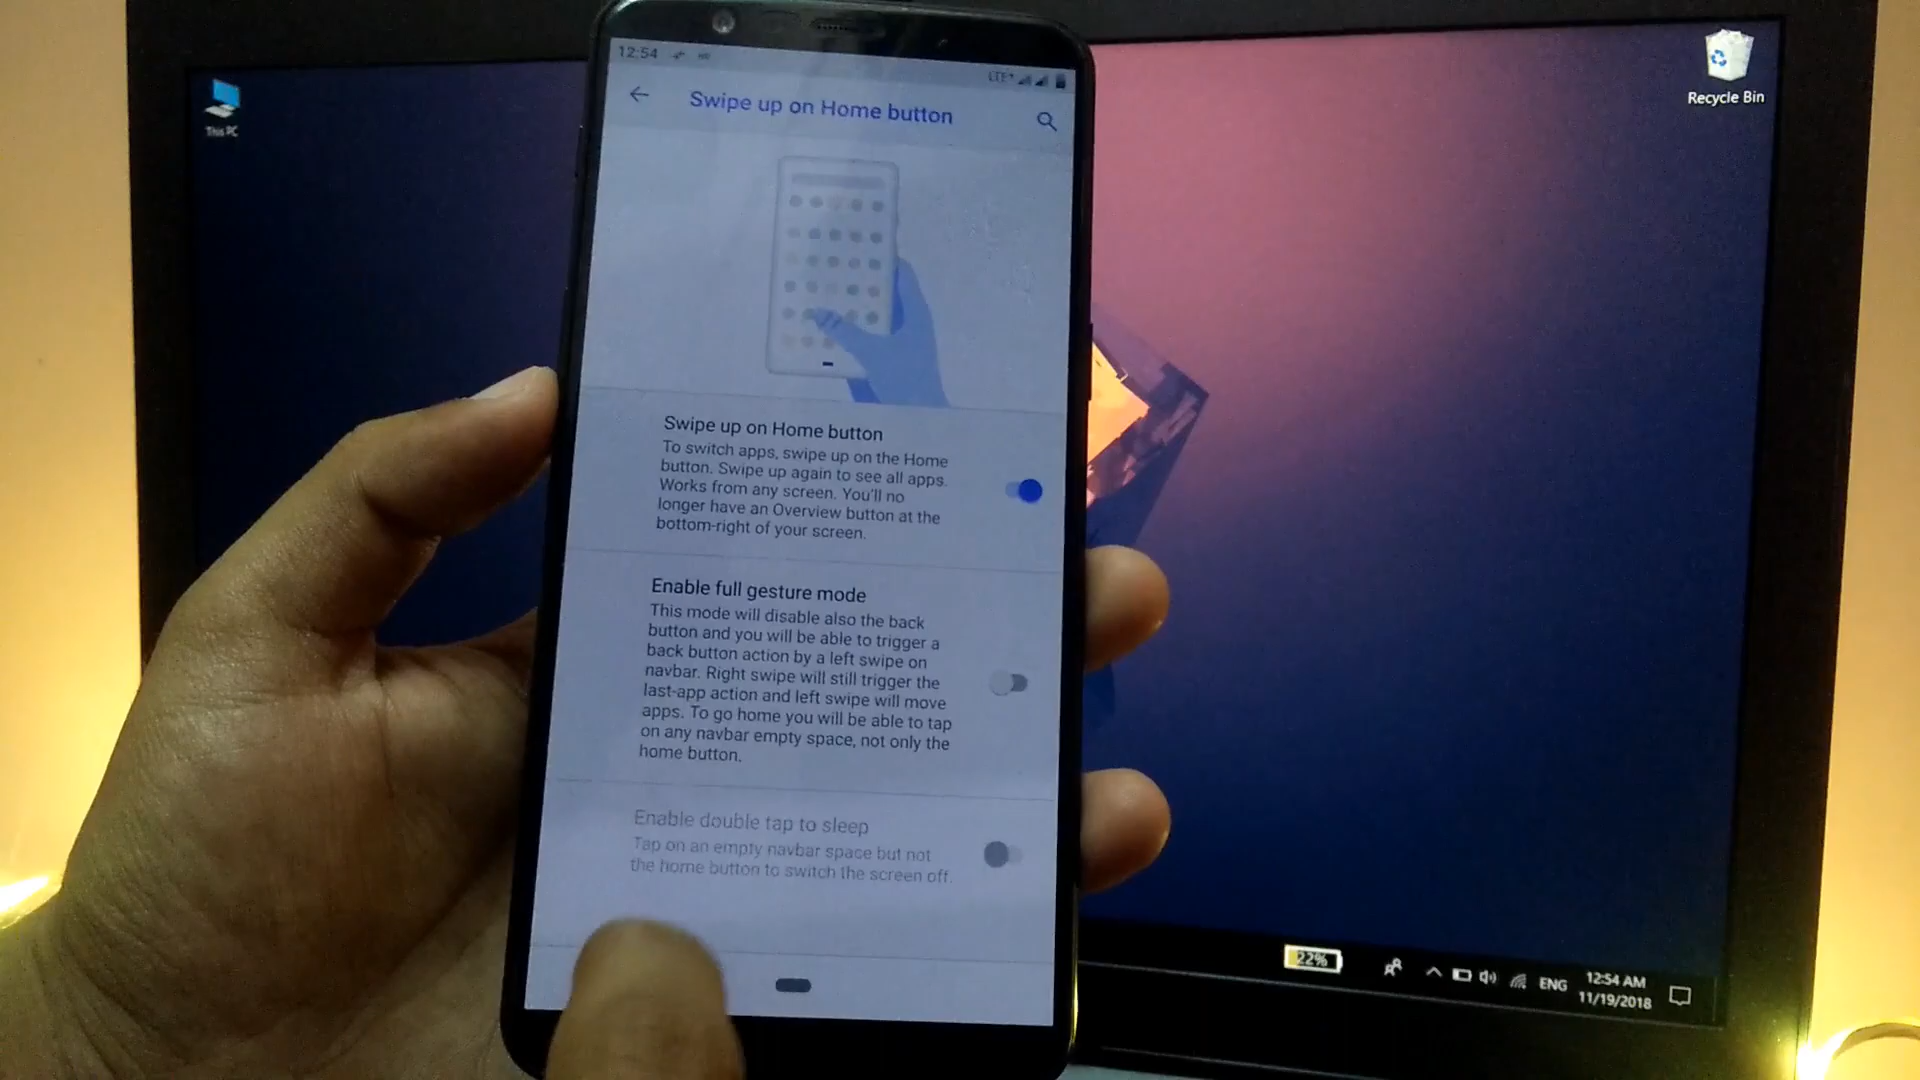 12:54
LTE+
Swipe up on Home button
Swipe up on Home button
To switch apps, swipe up on the Home
button. Swipe up again to see all apps.
Works from any screen. You'll no
longer have an Overview button at the
bottom-right of your screen.
Enable full gesture mode
This mode will disable also the back
button and you will be able to trigger a
back button action by a left swipe on
navbar. Right swipe will still trigger the
last-app action and left swipe will move
apps. To go home you will be able to tap
on any navbar empty space, not only the
home button.
Enable double tap to sleep
Tap on an empty navbar space but not
the home button to switch the screen off.
This PC
Recycle Bin
22%
ENG
12:54 AM
11/19/2018